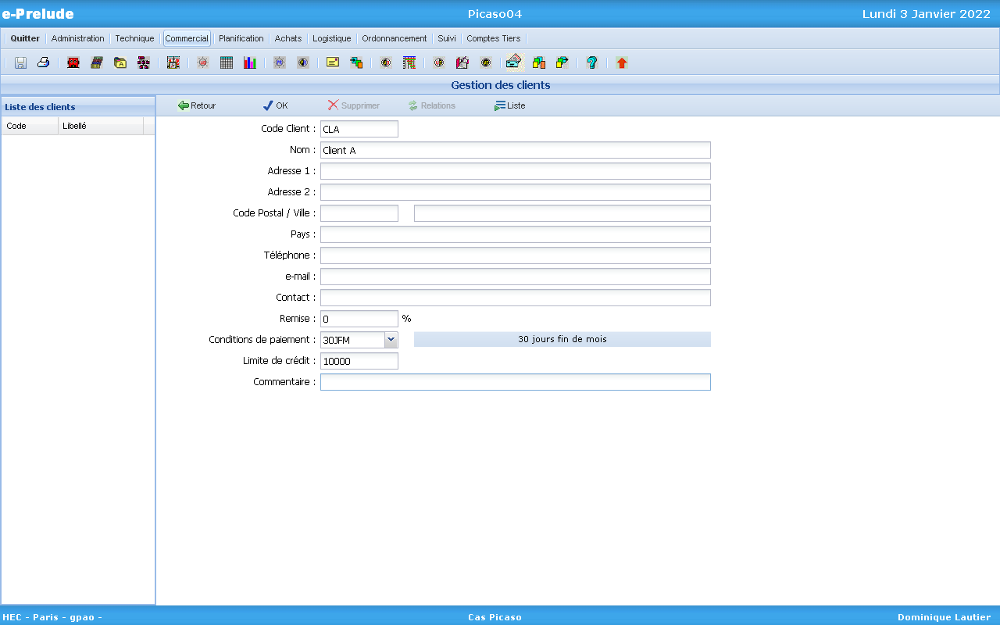 e-Prelude Picaso04 Lundi 3 Janvier 2022
Quitter Administration Technique Commercial Planification Achats Logistique Ordonnancement Suivi Comptes Tiers
Gestion des clients
Liste des clients
Code Libellé
Retour OK Supprimer Relations Liste
Code Client : CLA
Nom : Client A
Adresse 1 :
Adresse 2 :
Code Postal / Ville :
Pays :
Téléphone :
e-mail :
Contact :
Remise : 0 %
Conditions de paiement : 30JFM 30 jours fin de mois
Limite de crédit : 10000
Commentaire :
HEC - Paris - gpao - Cas Picaso Dominique Lautier